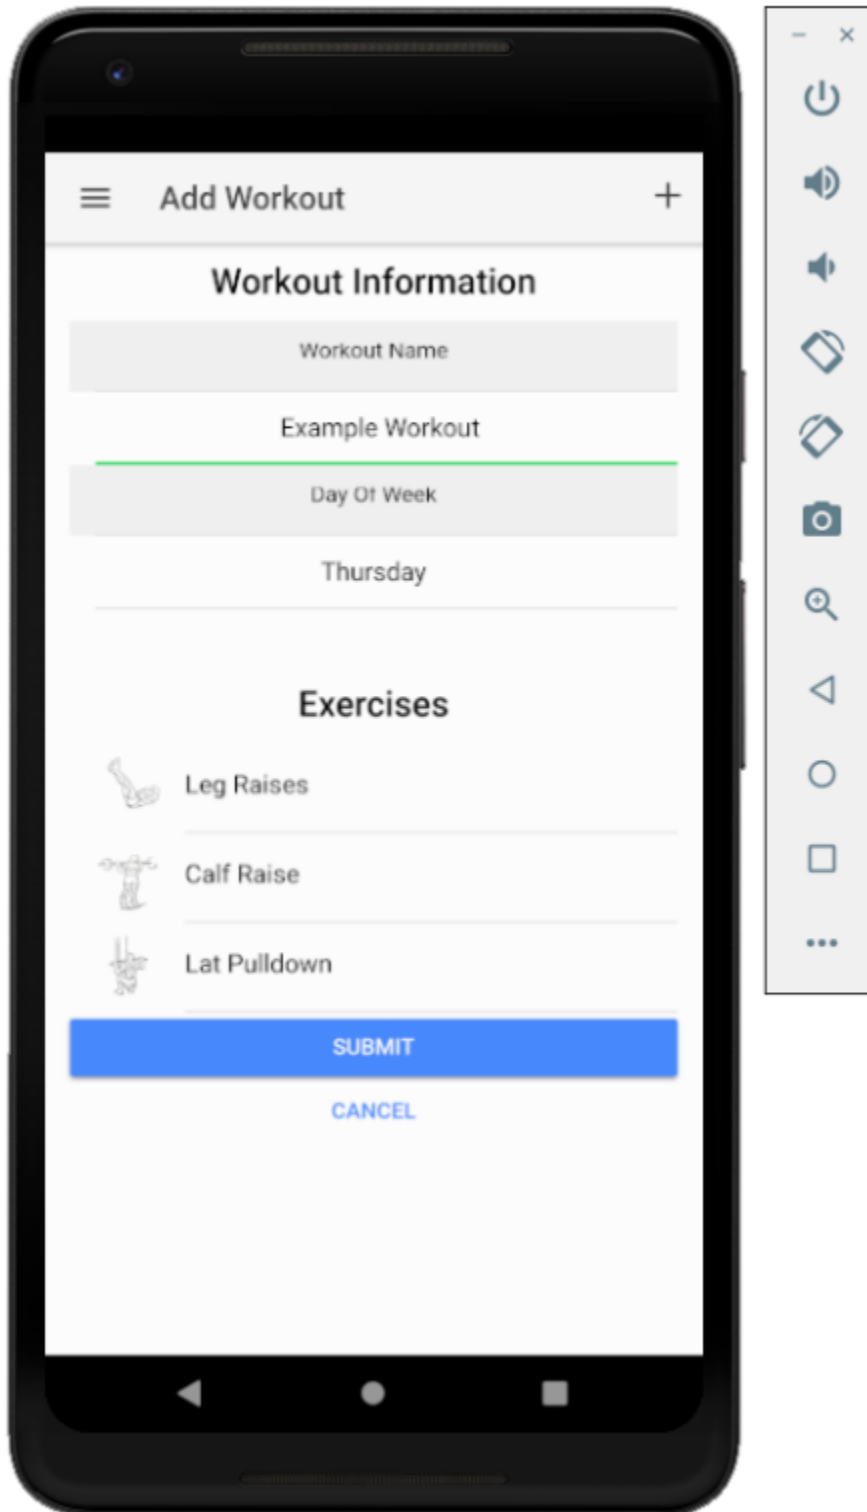 Add Workout
Workout Information
Workout Name
Example Workout
Day Of Week
Thursday
Exercises
Leg Raises
Calf Raise
Lat Pulldown
SUBMIT
CANCEL